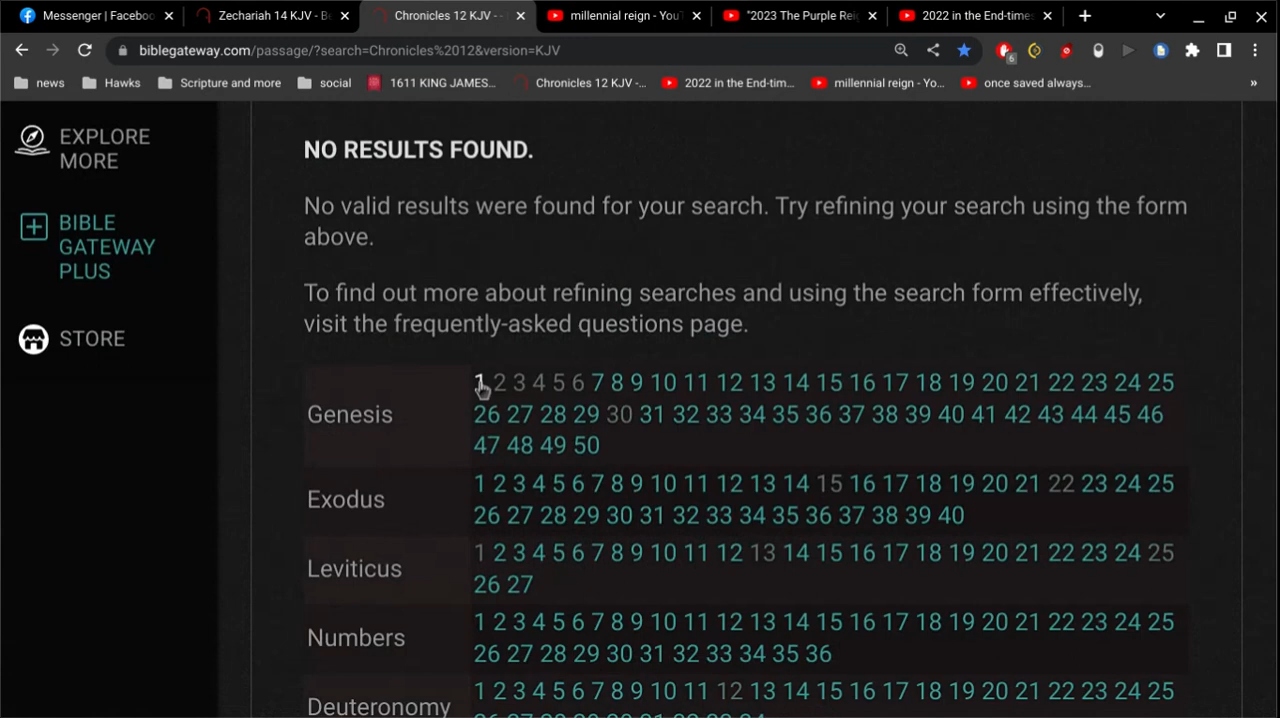 Messenger | Faceboo
Zechariah 14 KJV - Be
Chronicles 12 KJV - -
millennial reign - YouT
"2023 The Purple Rei
2022 in the End-times
biblegateway.com/passage/?search=Chronicles%2012&version=KJV
6
news
Hawks
Scripture and more
social
1611 KING JAMES...
Chronicles 12 KJV -...
2022 in the End-tim...
millennial reign - Yo...
once saved always...
»
EXPLORE
MORE
BIBLE
GATEWAY
PLUS
STORE
NO RESULTS FOUND.
No valid results were found for your search. Try refining your search using the form
above.
To find out more about refining searches and using the search form effectively,
visit the frequently-asked questions page.
Genesis
1 2 3 4 5 6 7 8 9 10 11 12 13 14 15 16 17 18 19 20 21 22 23 24 25
26 27 28 29 30 31 32 33 34 35 36 37 38 39 40 41 42 43 44 45 46
47 48 49 50
Exodus
1 2 3 4 5 6 7 8 9 10 11 12 13 14 15 16 17 18 19 20 21 22 23 24 25
26 27 28 29 30 31 32 33 34 35 36 37 38 39 40
Leviticus
1 2 3 4 5 6 7 8 9 10 11 12 13 14 15 16 17 18 19 20 21 22 23 24 25
26 27
Numbers
1 2 3 4 5 6 7 8 9 10 11 12 13 14 15 16 17 18 19 20 21 22 23 24 25
26 27 28 29 30 31 32 33 34 35 36
Deuteronomy
1 2 3 4 5 6 7 8 9 10 11 12 13 14 15 16 17 18 19 20 21 22 23 24 25